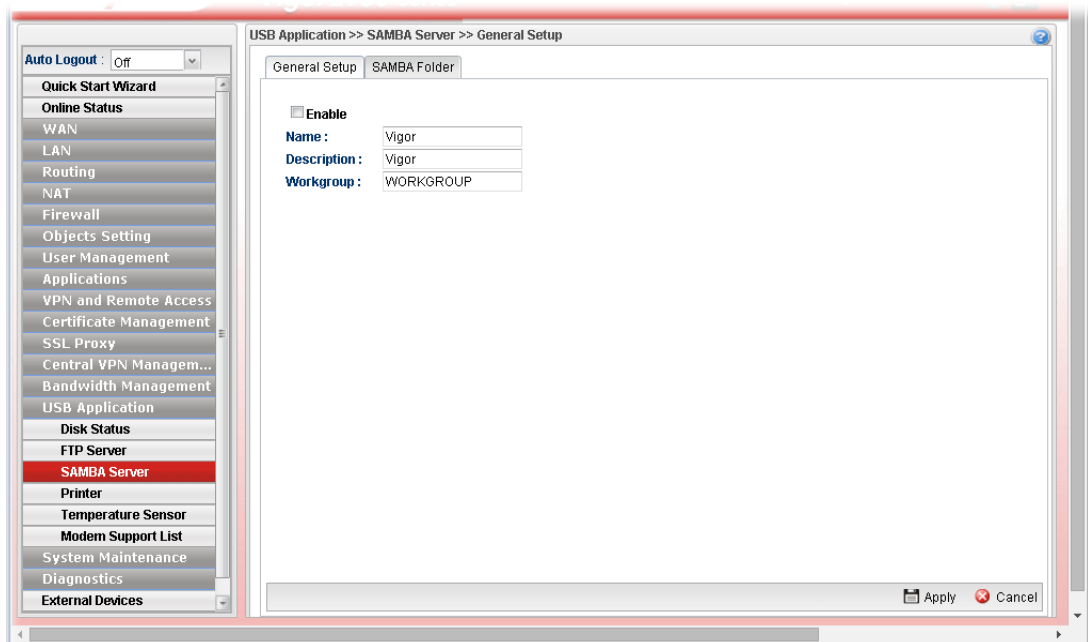 USB Application >> SAMBA Server >> General Setup
Auto Logout : Off
General Setup
SAMBA Folder
Quick Start Wizard
Online Status
WAN
LAN
Routing
NAT
Firewall
Objects Setting
User Management
Applications
VPN and Remote Access
Certificate Management
SSL Proxy
Central VPN Managem...
Bandwidth Management
USB Application
Disk Status
FTP Server
SAMBA Server
Printer
Temperature Sensor
Modem Support List
System Maintenance
Diagnostics
External Devices
Enable
Name : Vigor
Description : Vigor
Workgroup : WORKGROUP
Apply
Cancel